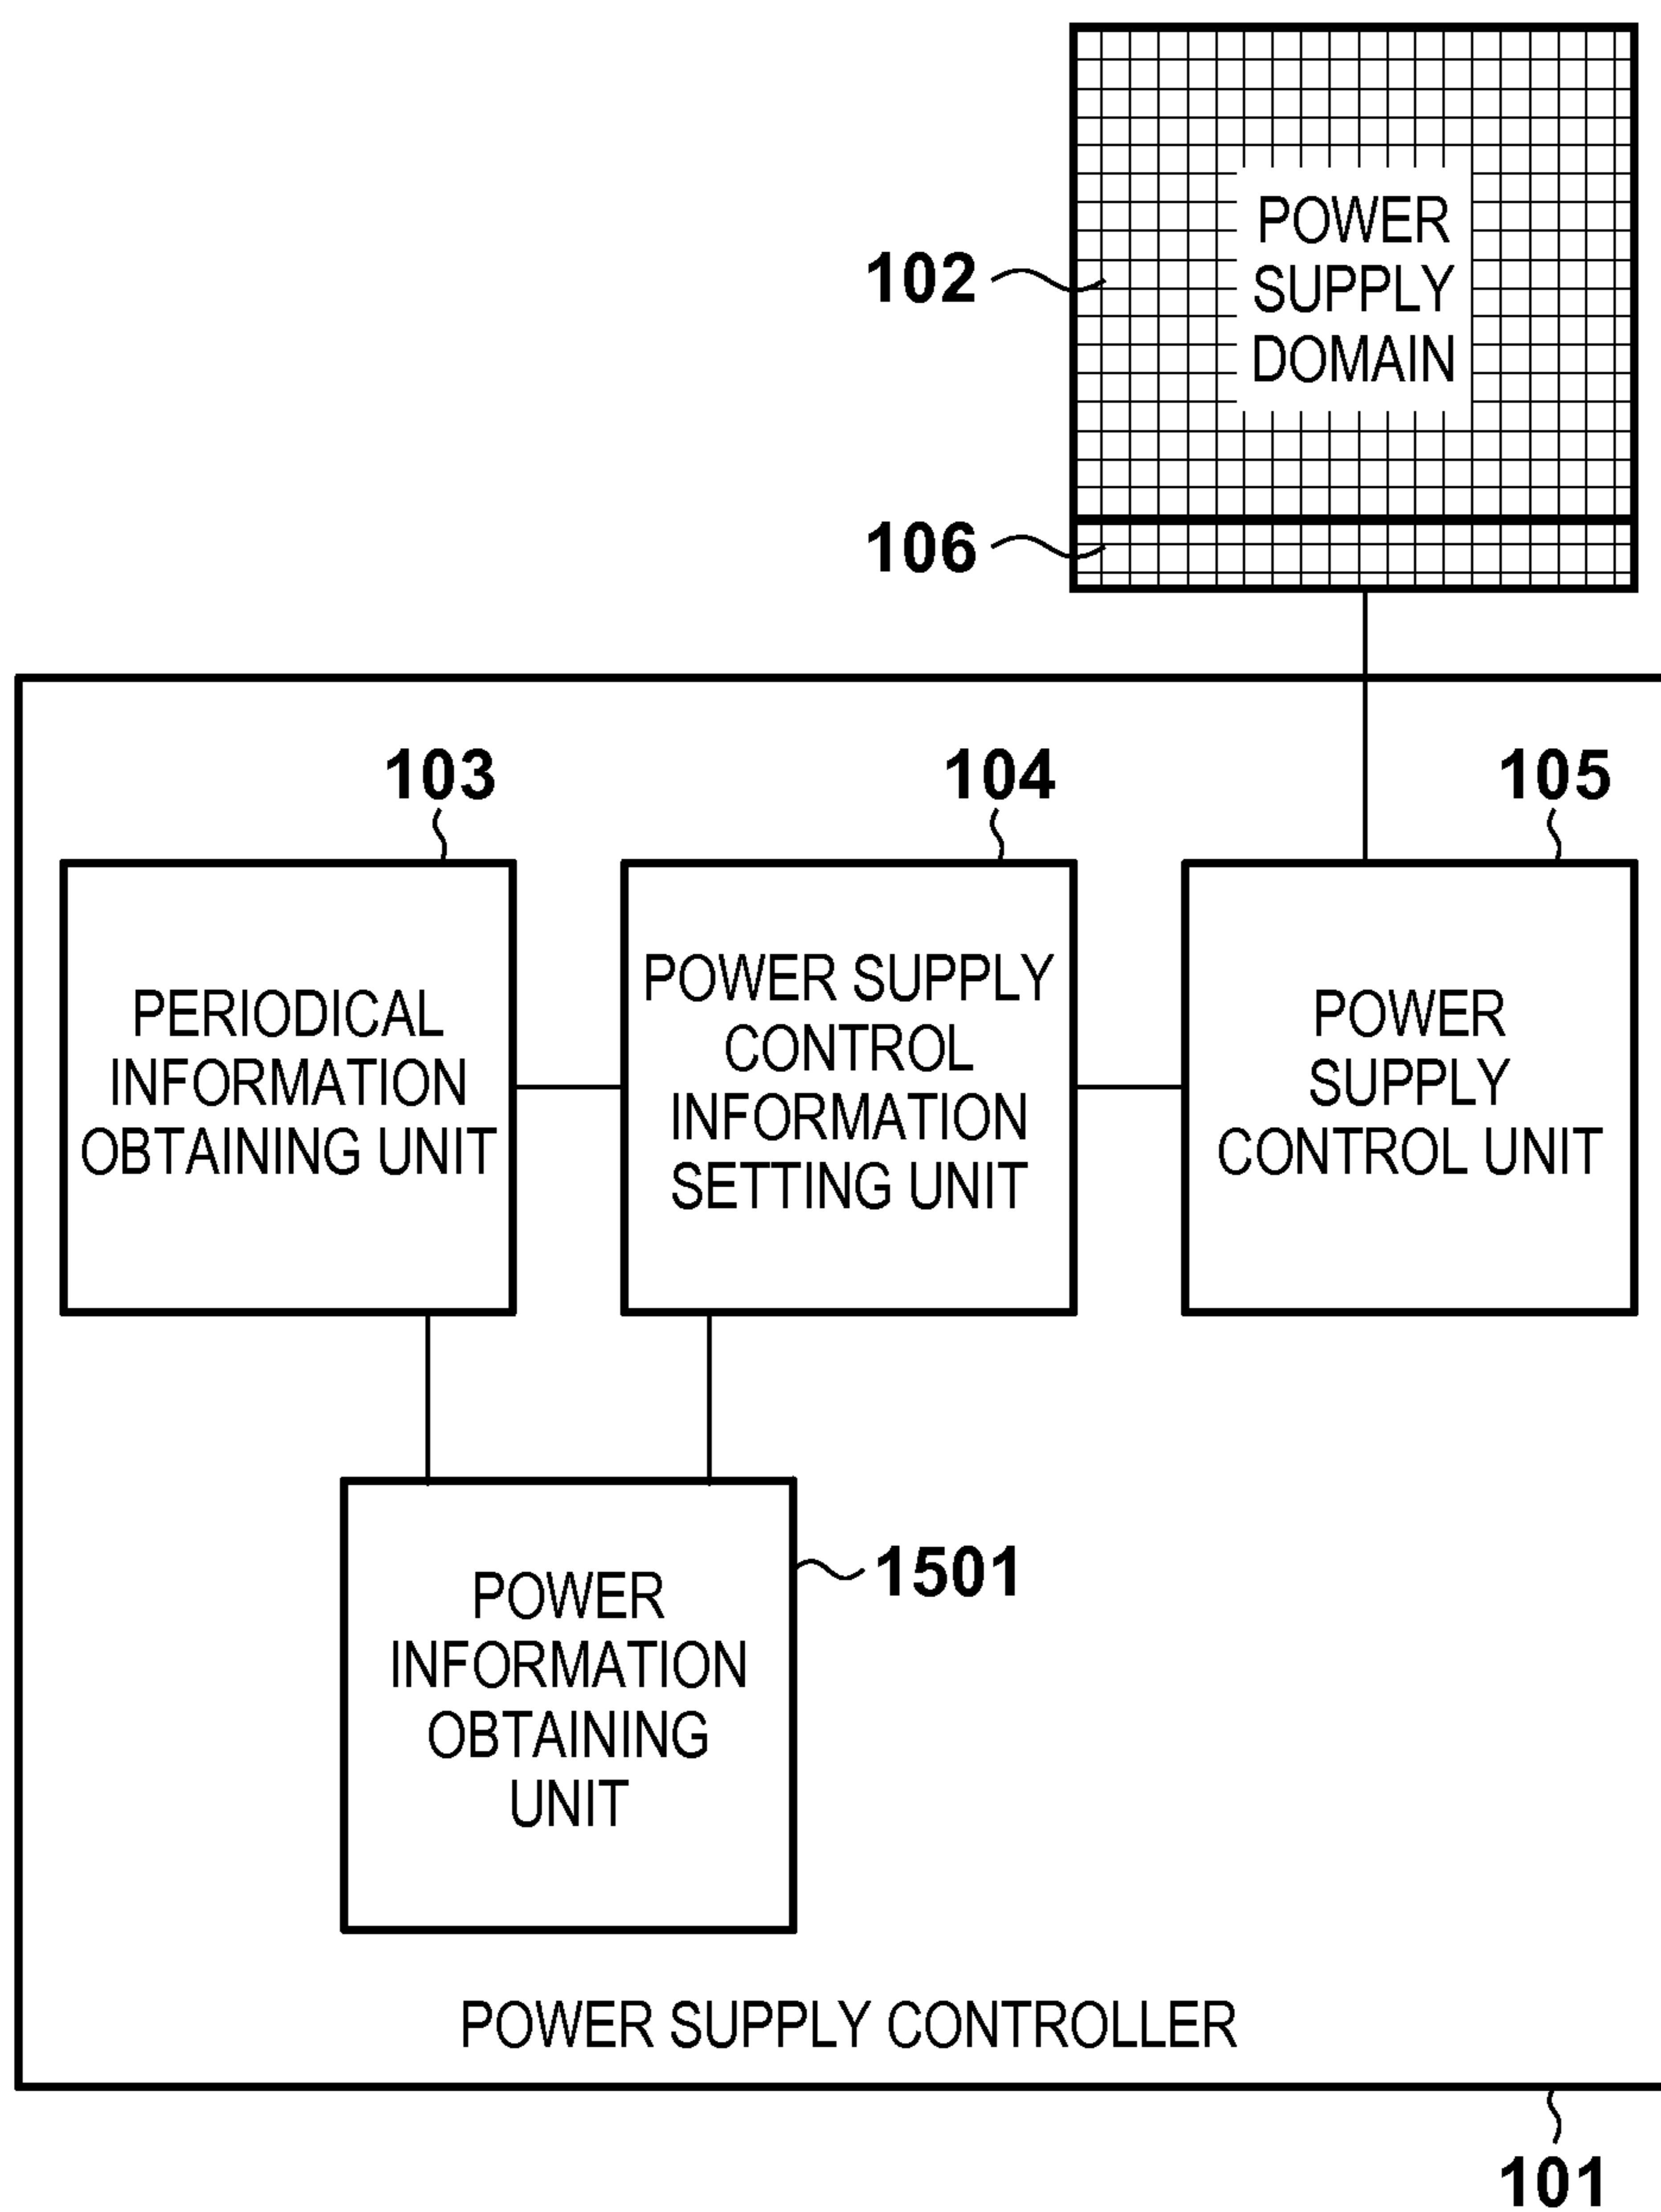 POWER
SUPPLY
DOMAIN
102
106
103
104
105
PERIODICAL
INFORMATION
OBTAINING UNIT
POWER SUPPLY
CONTROL
INFORMATION
SETTING UNIT
POWER
SUPPLY
CONTROL UNIT
1501
POWER
INFORMATION
OBTAINING
UNIT
POWER SUPPLY CONTROLLER
101